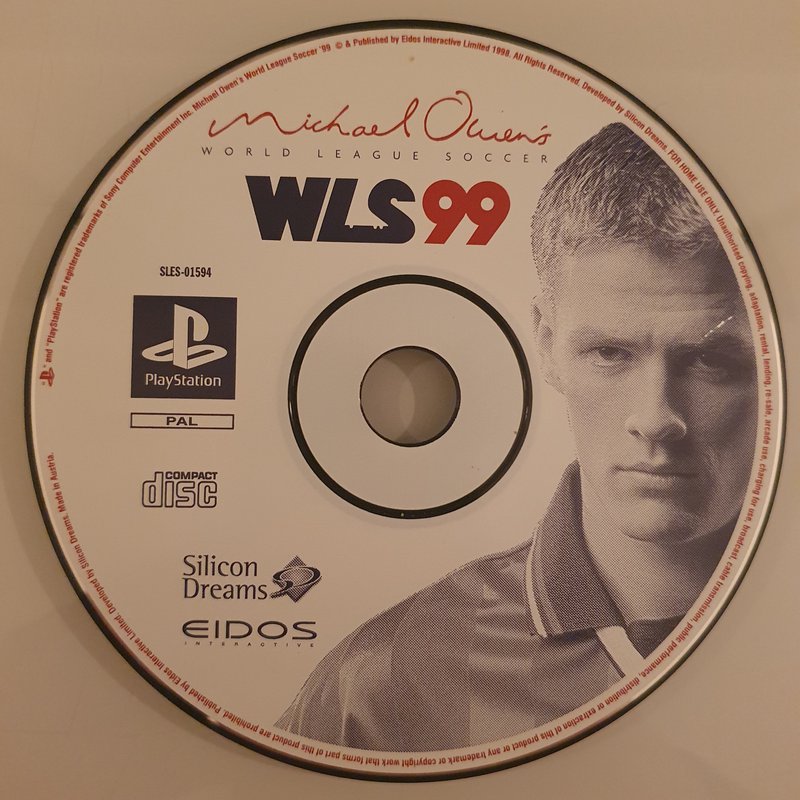 Michael Owen's
WORLD LEAGUE SOCCER
WLS99
SLES-01594
PlayStation
PAL
COMPACT
disc
Silicon
Dreams
EIDOS
INTERACTIVE
and "PlayStation" are registered trademarks of Sony Computer Entertainment Inc. Michael Owen's World League Soccer '99 © & Published by Eidos Interactive Limited 1998. All Rights Reserved. Developed by Silicon Dreams. FOR HOME USE ONLY. Unauthorised copying, adaptation, rental, lending, re-sale, arcade use, charging for use, broadcast, cable transmission, public performance, distribution or extraction of this product or any trademark or copyright work that forms part of this product are prohibited. Published by Eidos Interactive Limited. Developed by Silicon Dreams. Made in Austria.